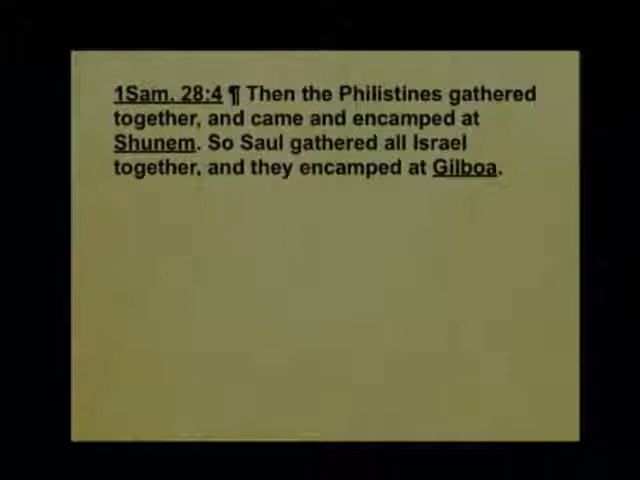 1Sam. 28:4 ¶ Then the Philistines gathered
together, and came and encamped at
Shunem. So Saul gathered all Israel
together, and they encamped at Gilboa.